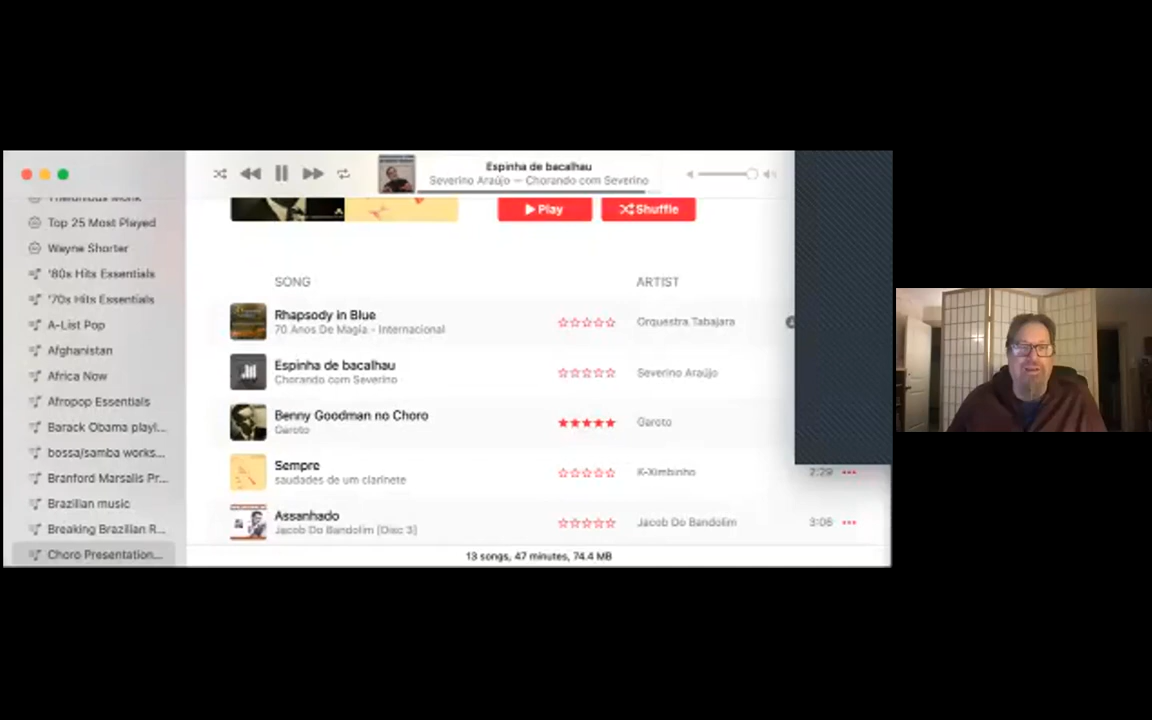 Thelonious Monk
Top 25 Most Played
Wayne Shorter
'80s Hits Essentials
'70s Hits Essentials
A-List Pop
Afghanistan
Africa Now
Afropop Essentials
Barack Obama playl...
bossa/samba works...
Branford Marsalis Pr...
Brazilian music
Breaking Brazilian R...
Choro Presentation...
Espinha de bacalhau
Severino Araújo — Chorando com Severino
Play
Shuffle
SONG ARTIST
Rhapsody in Blue
70 Anos De Magia - Internacional
Orquestra Tabajara
Espinha de bacalhau
Chorando com Severino
Severino Araújo
Benny Goodman no Choro
Garoto
Garoto
Sempre
saudades de um clarinete
K-Ximbinho
2:29
Assanhado
Jacob Do Bandolim [Disc 3]
Jacob Do Bandolim
3:06
13 songs, 47 minutes, 74.4 MB